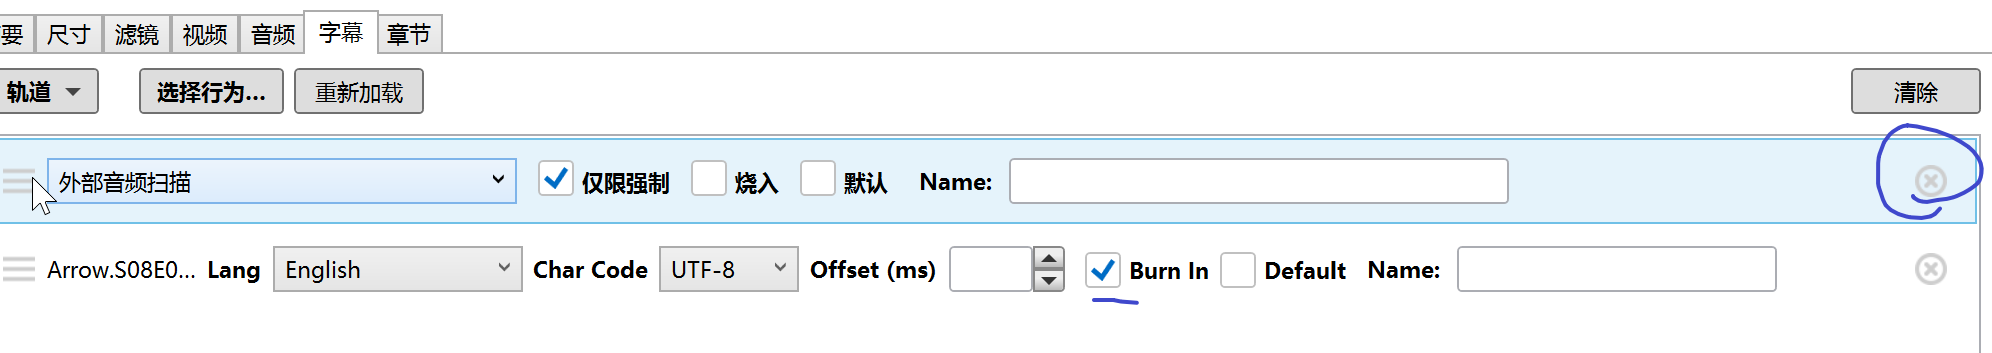 要 尺寸 滤镜 视频 音频 字幕 章节
轨道 选择行为... 重新加载 清除
外部音频扫描 仅限强制 烧入 默认 Name:
Arrow.S08E0... Lang English Char Code UTF-8 Offset (ms) Burn In Default Name: